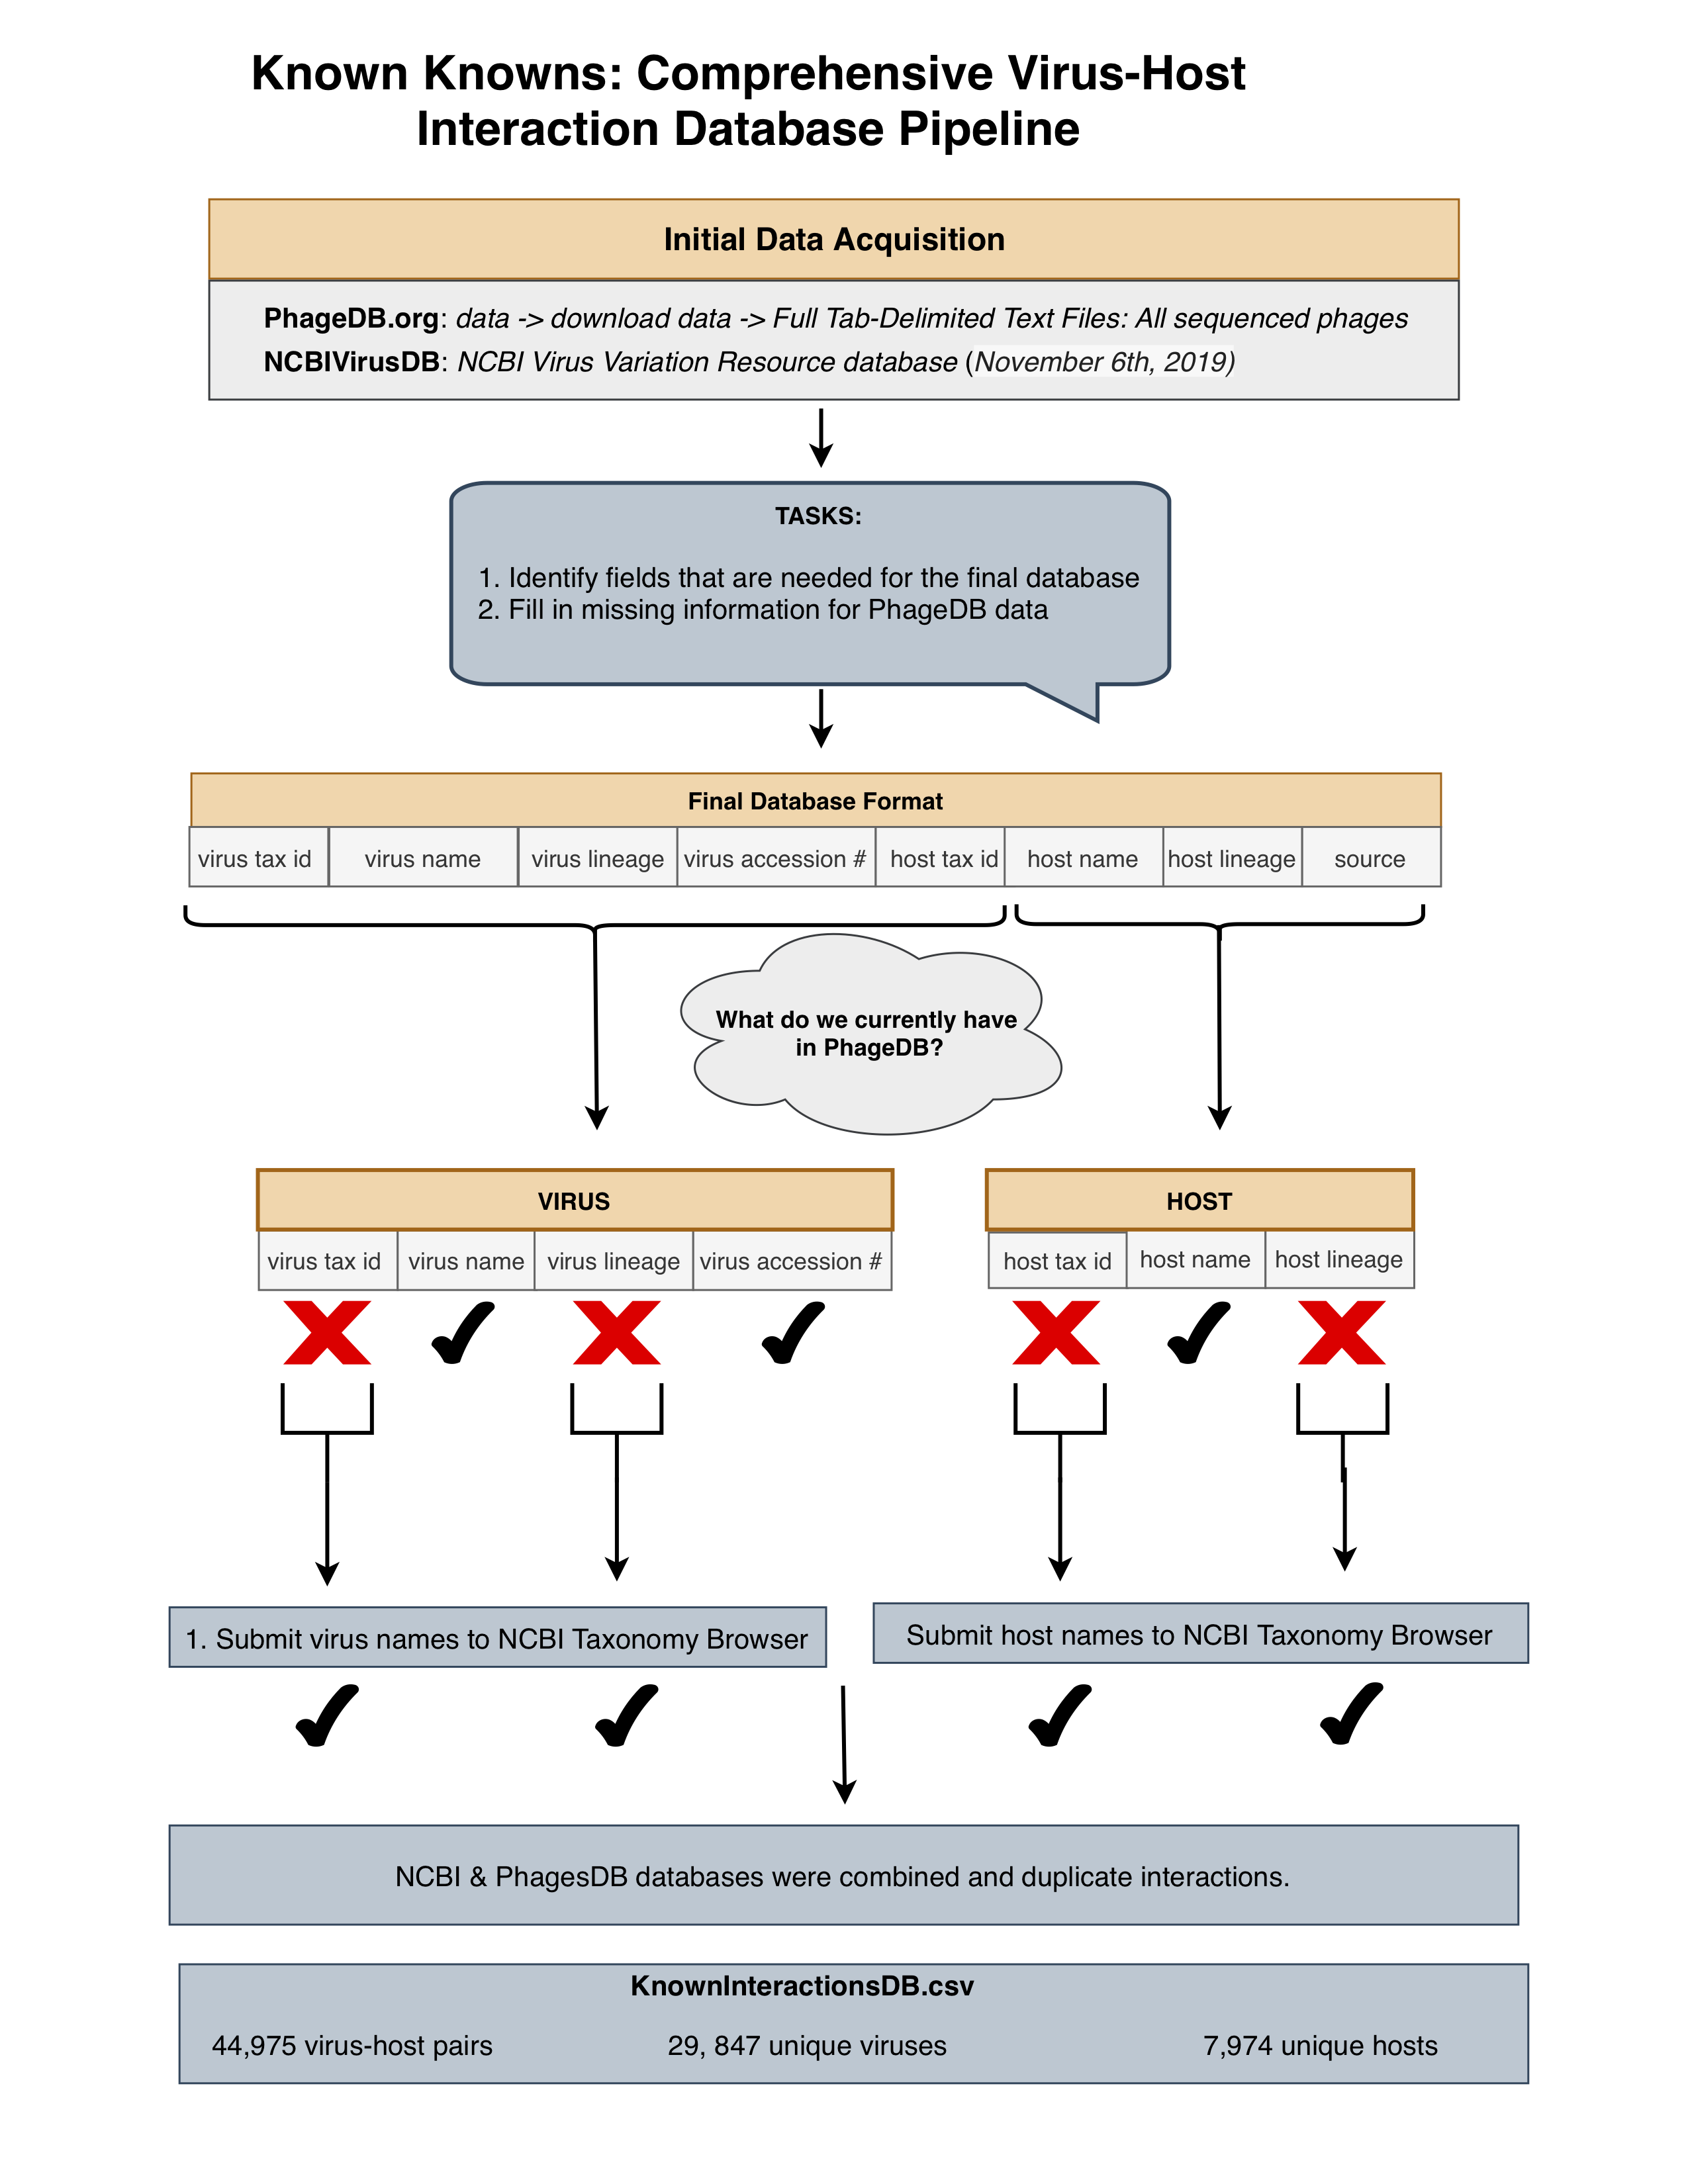 Known Knowns: Comprehensive Virus-Host
Interaction Database Pipeline
Initial Data Acquisition
PhageDB.org: data -> download data -> Full Tab-Delimited Text Files: All sequenced phages
NCBIVirusDB: NCBI Virus Variation Resource database (November 6th, 2019)
TASKS:
1. Identify fields that are needed for the final database
2. Fill in missing information for PhageDB data
Final Database Format
virus tax id virus name virus lineage virus accession # host tax id host name host lineage source
What do we currently have
in PhageDB?
VIRUS HOST
virus tax id virus name virus lineage virus accession # host tax id host name host lineage
1. Submit virus names to NCBI Taxonomy Browser Submit host names to NCBI Taxonomy Browser
NCBI & PhagesDB databases were combined and duplicate interactions.
KnownInteractionsDB.csv
44,975 virus-host pairs 29, 847 unique viruses 7,974 unique hosts